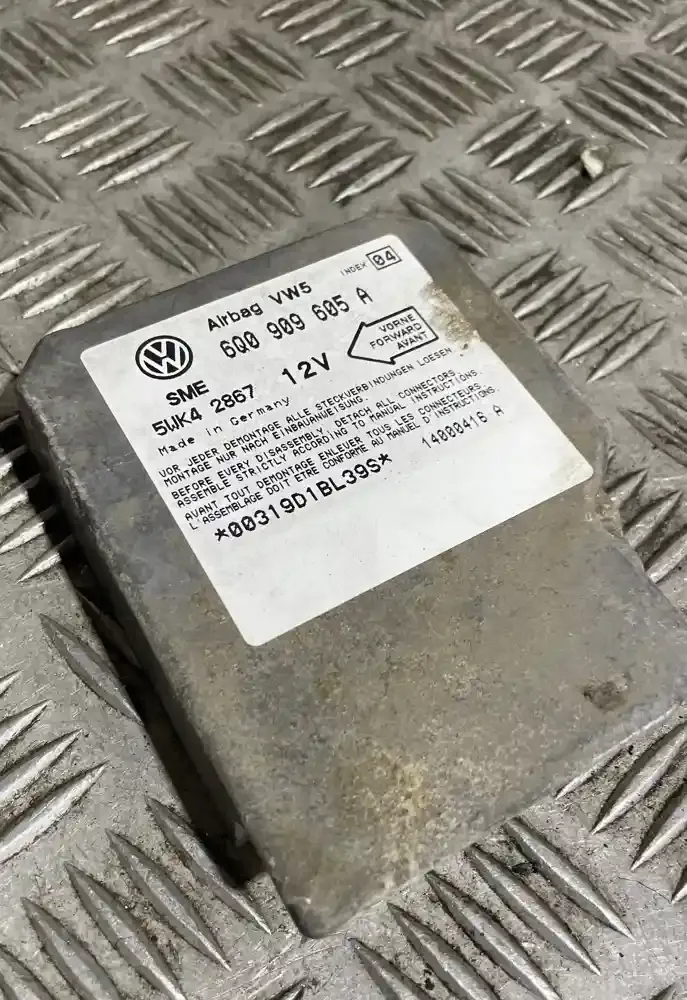 INDEX 04
Airbag VW5
6Q0 909 605 A
VW
SME
5WK4 2867 12V
VORNE
FORWARD
AVANT
Made in Germany
VOR JEDER DEMONTAGE ALLE STECKVERBINDUNGEN LOESEN
MONTAGE NUR NACH EINBAUANWEISUNG.
BEFORE EVERY DISASSEMBLY, DETACH ALL CONNECTORS.
ASSEMBLE STRICTLY ACCORDING TO MANUAL INSTRUCTIONS.
AVANT TOUT DEMONTAGE ENLEVER TOUS LES CONNECTEURS.
L'ASSEMBLAGE DOIT ETRE CONFORME AU MANUEL D'INSTRUCTIONS.
*00319D1BL39S* 14000416 A